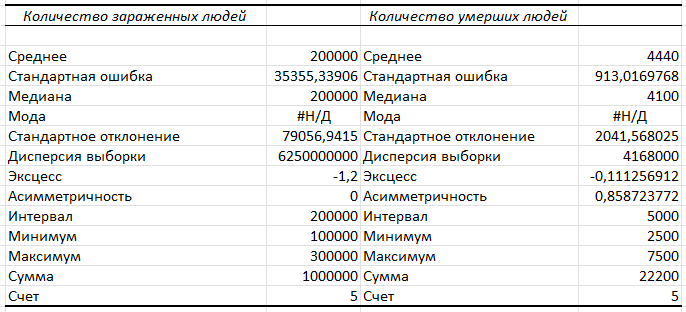 Количество зараженных людей Количество умерших людей
Среднее 200000 Среднее 4440
Стандартная ошибка 35355,33906 Стандартная ошибка 913,0169768
Медиана 200000 Медиана 4100
Мода #Н/Д Мода #Н/Д
Стандартное отклонение 79056,9415 Стандартное отклонение 2041,568025
Дисперсия выборки 6250000000 Дисперсия выборки 4168000
Эксцесс -1,2 Эксцесс -0,111256912
Асимметричность 0 Асимметричность 0,858723772
Интервал 200000 Интервал 5000
Минимум 100000 Минимум 2500
Максимум 300000 Максимум 7500
Сумма 1000000 Сумма 22200
Счет 5 Счет 5